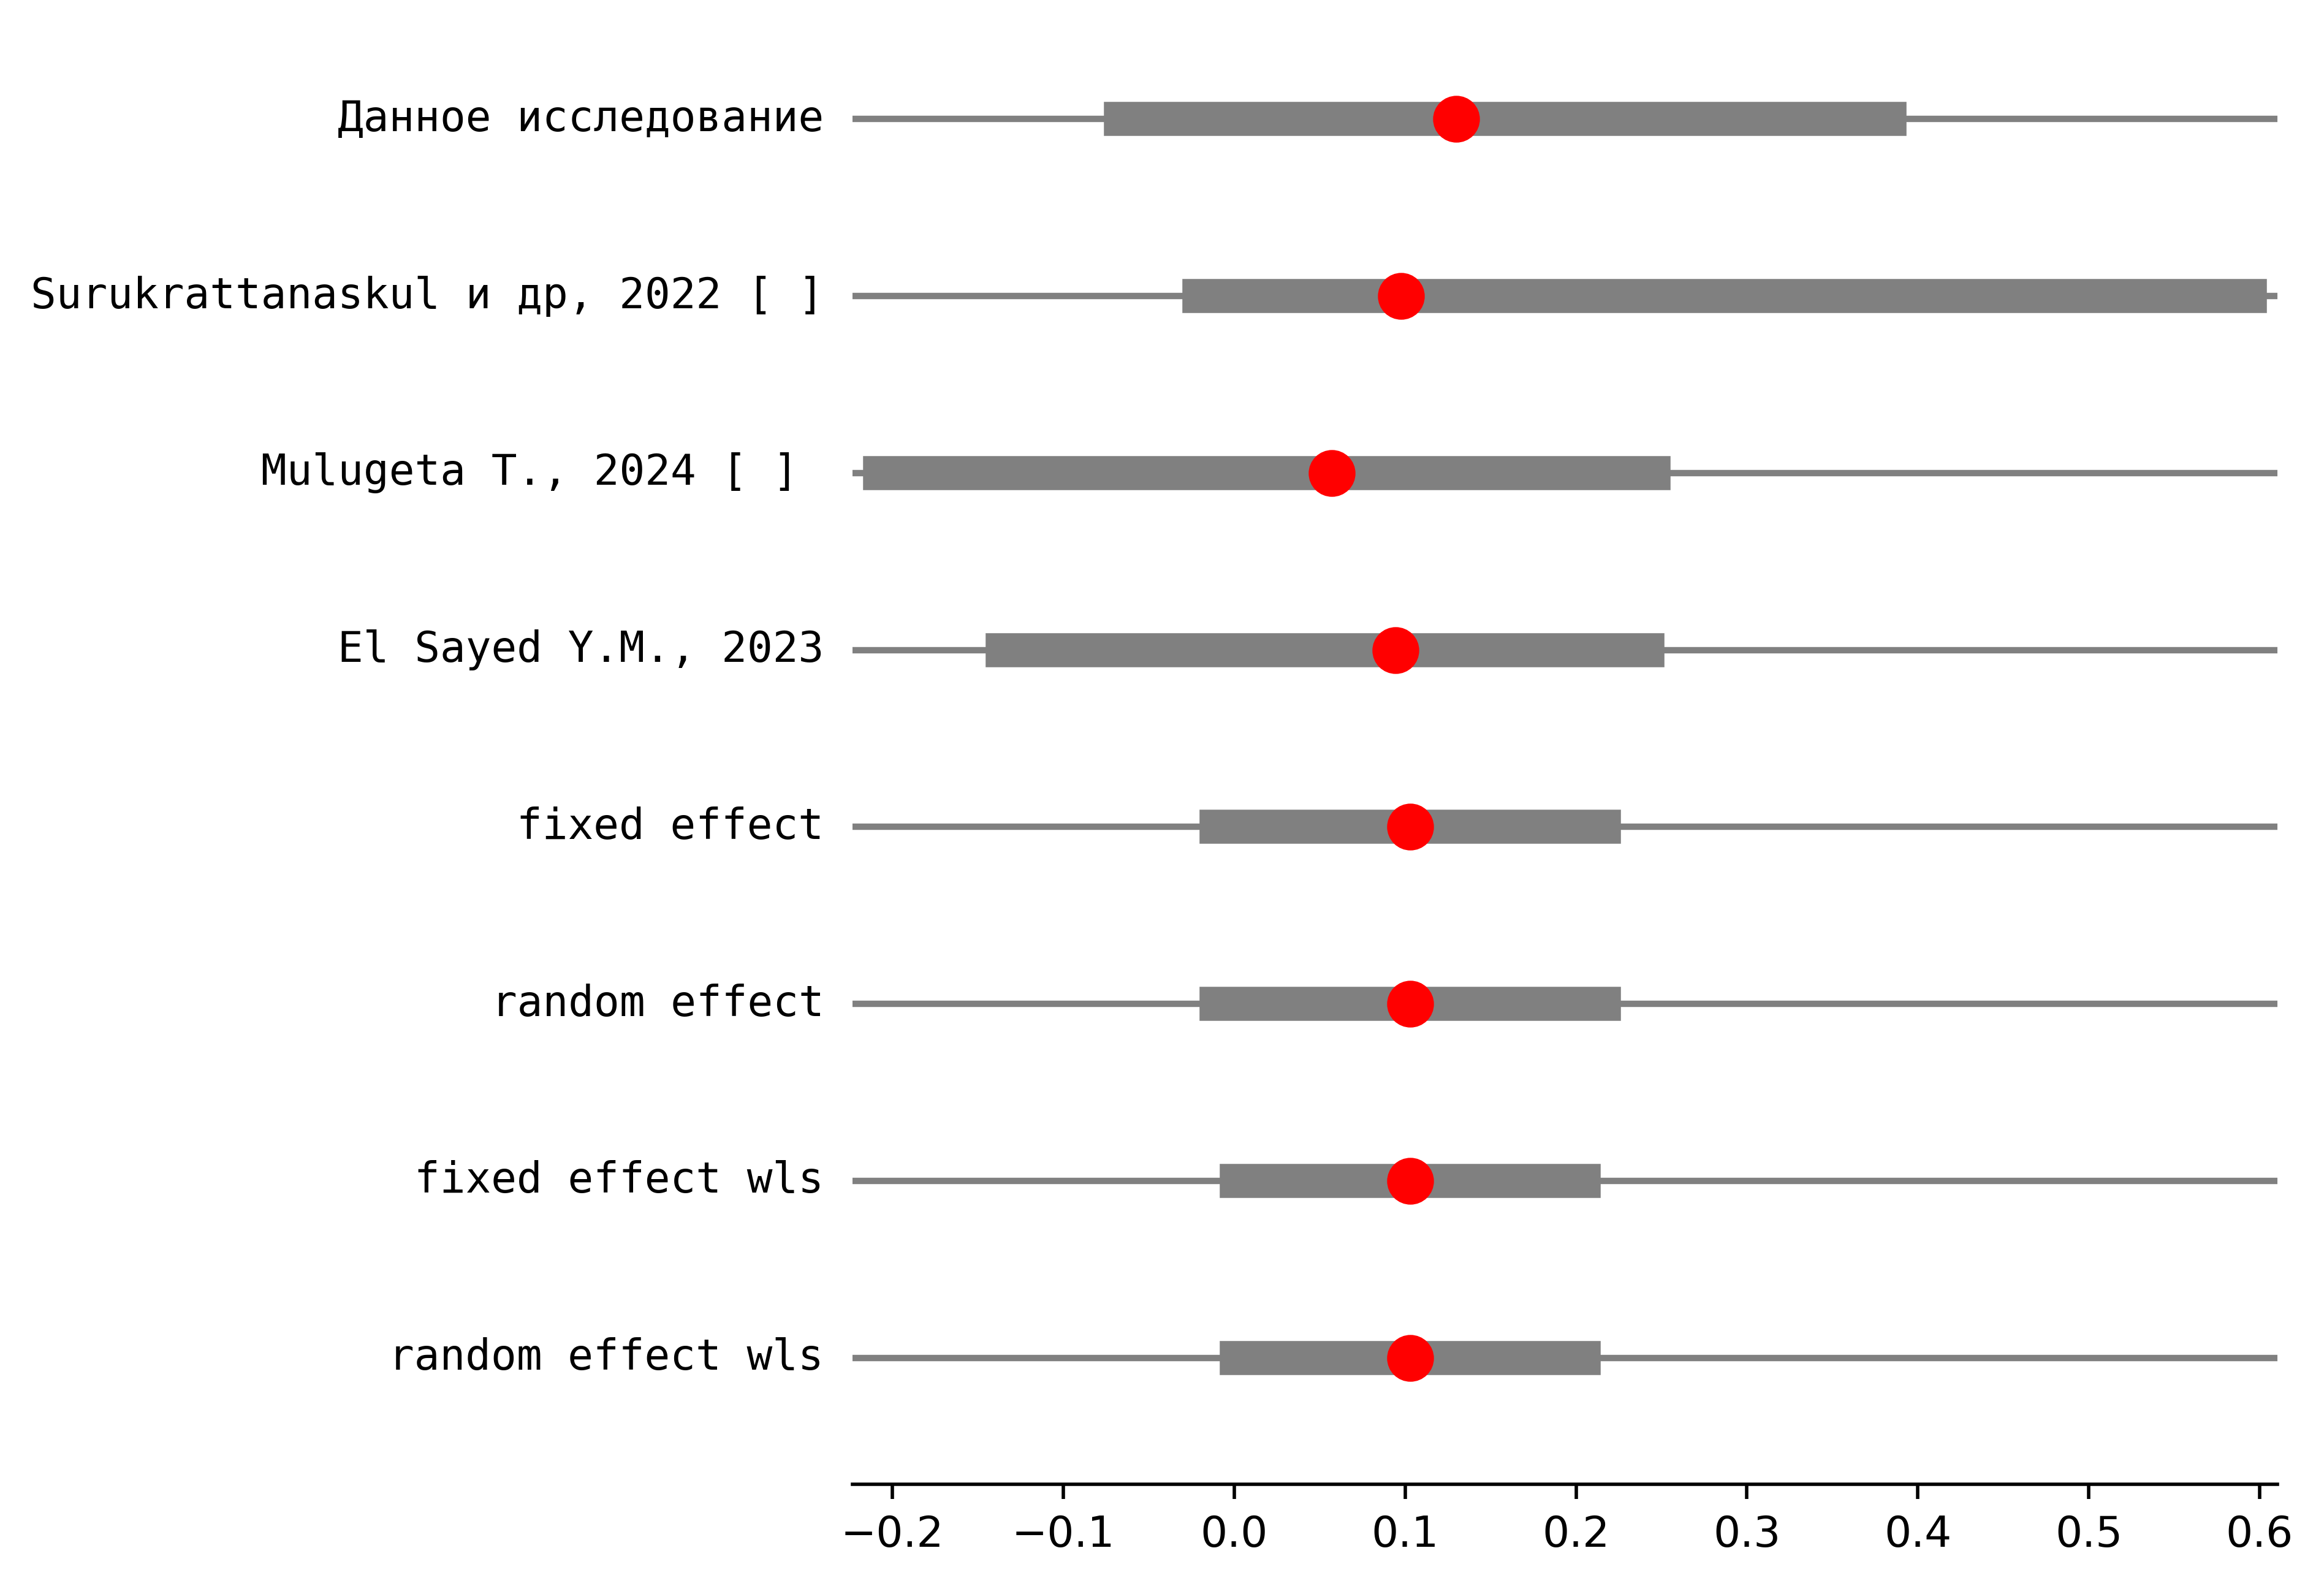 Данное исследование
Surukrattanaskul и др, 2022 [ ]
Mulugeta T., 2024 [ ]
El Sayed Y.M., 2023
fixed effect
random effect
fixed effect wls
random effect wls
−0.2 −0.1 0.0 0.1 0.2 0.3 0.4 0.5 0.6